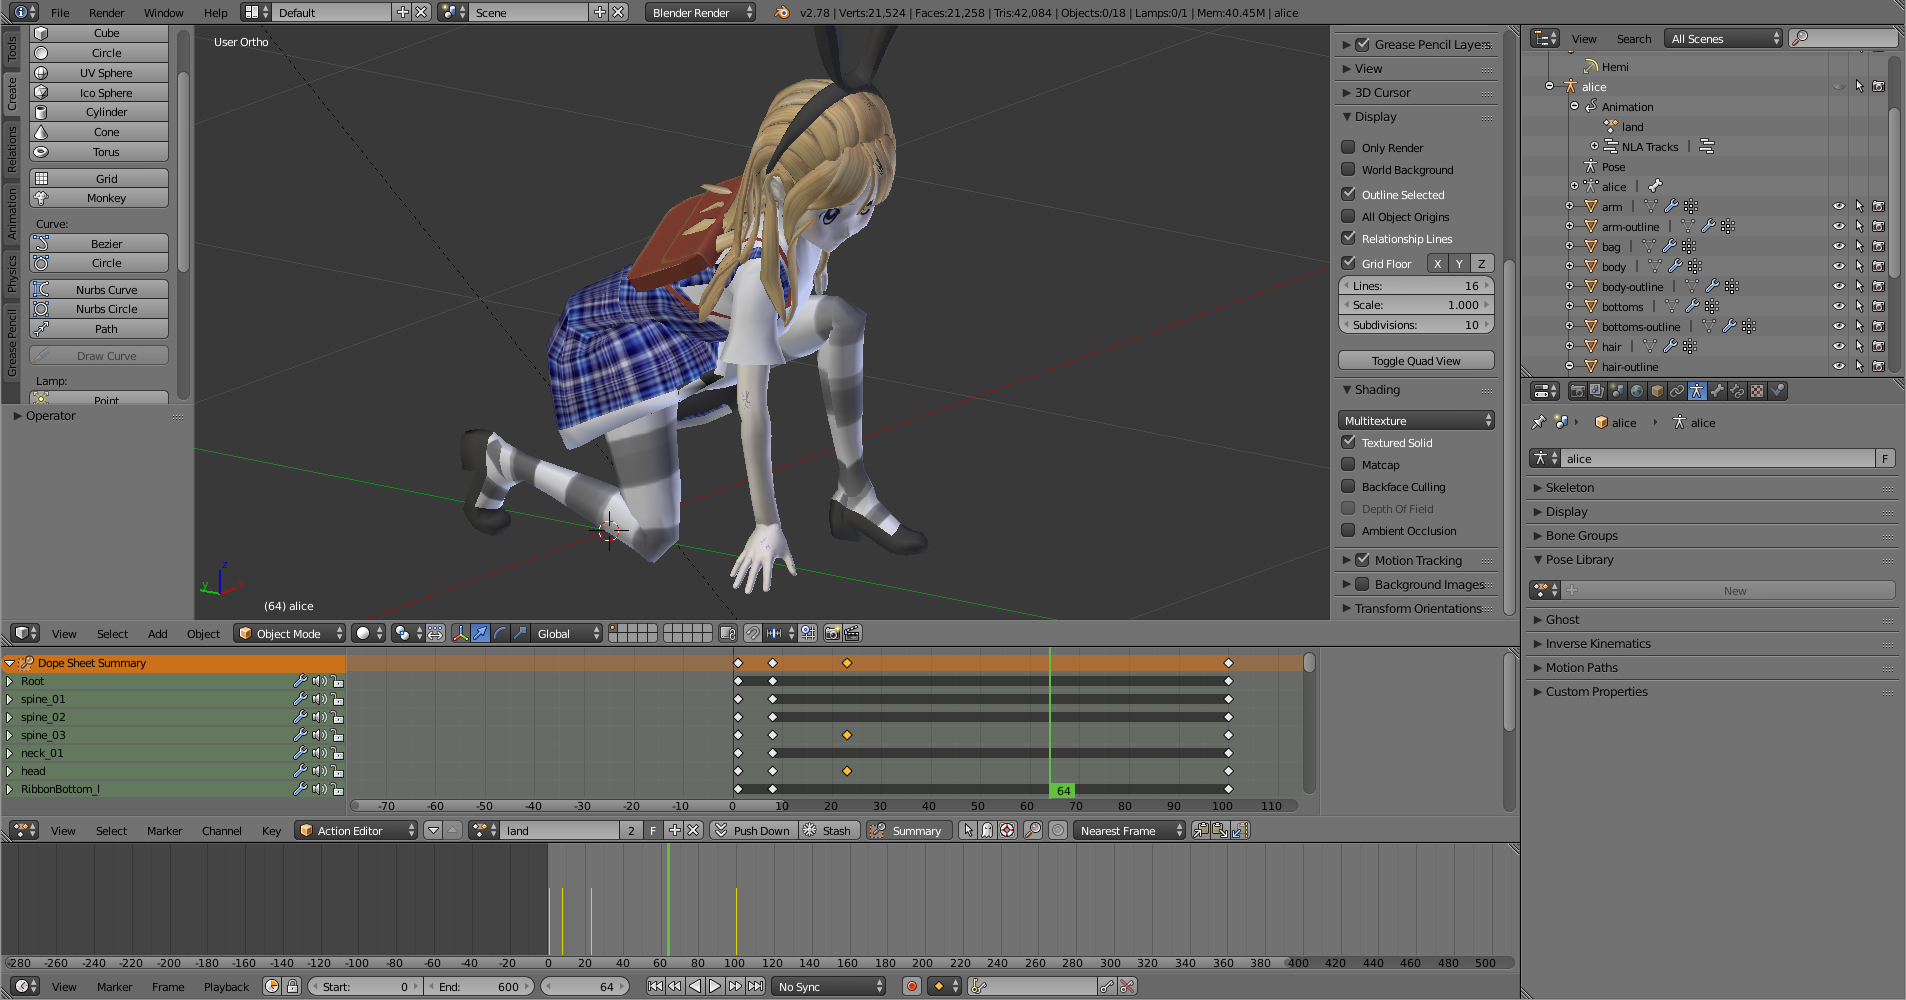 File Render Window Help Default Scene Blender Render v2.78 | Verts:21,524 | Faces:21,258 | Tris:42,084 | Objects:0/18 | Lamps:0/1 | Mem:40.45M | alice
Tools
Create
Relations
Animation
Physics
Grease Pencil
Cube
Circle
UV Sphere
Ico Sphere
Cylinder
Cone
Torus
Grid
Monkey
Curve:
Bezier
Circle
Nurbs Curve
Nurbs Circle
Path
Draw Curve
Lamp:
Point
Operator
User Ortho
z
y
(64) alice
Grease Pencil Layers
View
3D Cursor
Display
Only Render
World Background
Outline Selected
All Object Origins
Relationship Lines
Grid Floor X Y Z
Lines: 16
Scale: 1.000
Subdivisions: 10
Toggle Quad View
Shading
Multitexture
Textured Solid
Matcap
Backface Culling
Depth Of Field
Ambient Occlusion
Motion Tracking
Background Images
Transform Orientations
View Select Add Object Object Mode Global
Dope Sheet Summary
Root
spine_01
spine_02
spine_03
neck_01
head
RibbonBottom_l
64
-70 -60 -50 -40 -30 -20 -10 0 10 20 30 40 50 60 70 80 90 100 110
View Select Marker Channel Key Action Editor land 2 F Push Down Stash Summary Nearest Frame
-280 -260 -240 -220 -200 -180 -160 -140 -120 -100 -80 -60 -40 -20 0 20 40 60 80 100 120 140 160 180 200 220 240 260 280 300 320 340 360 380 400 420 440 460 480 500
View Marker Frame Playback Start: 0 End: 600 64 No Sync
View Search All Scenes
Hemi
alice
Animation
land
NLA Tracks
Pose
alice
arm
arm-outline
bag
body
body-outline
bottoms
bottoms-outline
hair
hair-outline
alice alice
alice F
Skeleton
Display
Bone Groups
Pose Library
New
Ghost
Inverse Kinematics
Motion Paths
Custom Properties